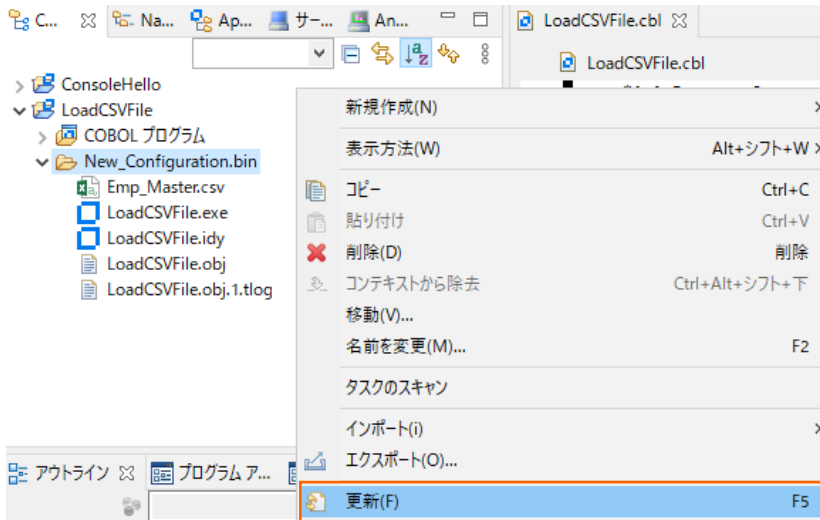 C... Na... Ap... サー... An... LoadCSVFile.cbl
LoadCSVFile.cbl
ConsoleHello
LoadCSVFile
COBOL プログラム
New_Configuration.bin
Emp_Master.csv
LoadCSVFile.exe
LoadCSVFile.idy
LoadCSVFile.obj
LoadCSVFile.obj.1.tlog
新規作成(N)
表示方法(W) Alt+シフト+W
コピー Ctrl+C
貼り付け Ctrl+V
削除(D) 削除
コンテキストから除去 Ctrl+Alt+シフト+下
移動(V)...
名前を変更(M)... F2
タスクのスキャン
インポート(i)
エクスポート(O)...
更新(F) F5
アウトライン プログラム ア...